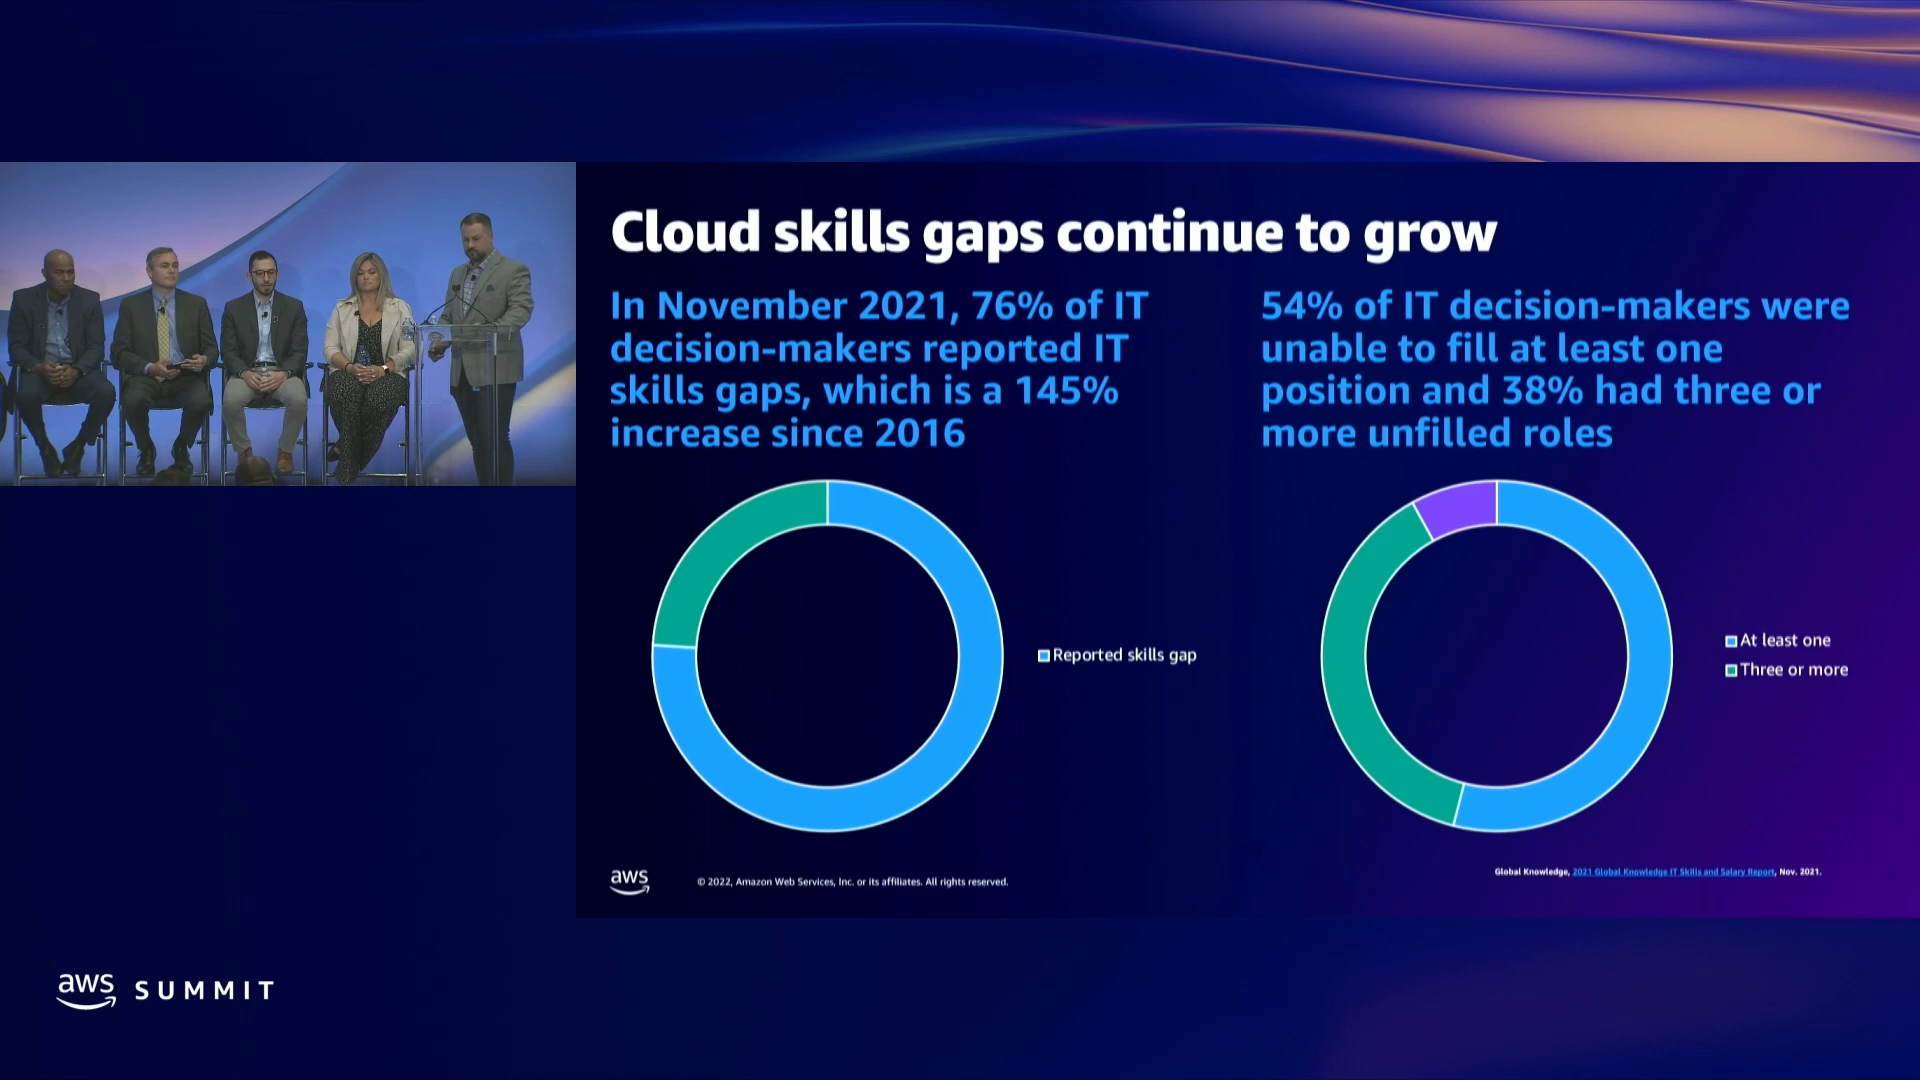 Cloud skills gaps continue to grow
In November 2021, 76% of IT
decision-makers reported IT
skills gaps, which is a 145%
increase since 2016
54% of IT decision-makers were
unable to fill at least one
position and 38% had three or
more unfilled roles
Reported skills gap
At least one
Three or more
aws
© 2022, Amazon Web Services, Inc. or its affiliates. All rights reserved.
Global Knowledge, 2021 Global Knowledge IT Skills and Salary Report, Nov. 2021.
aws SUMMIT